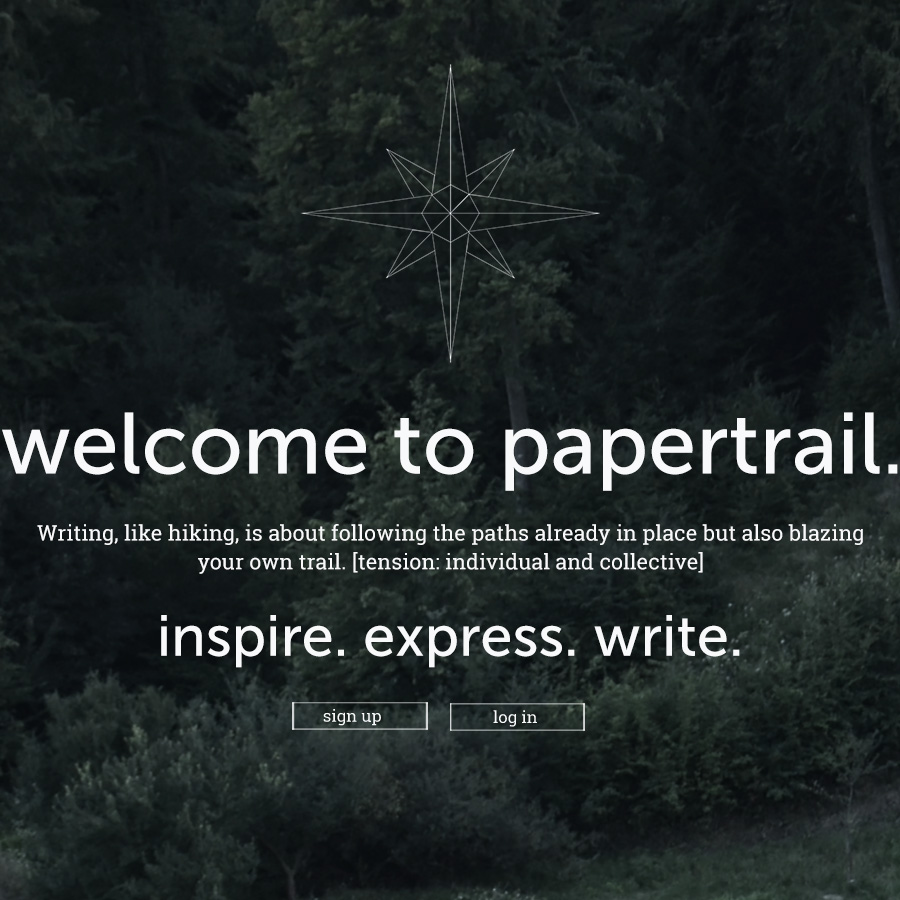 welcome to papertrail.
Writing, like hiking, is about following the paths already in place but also blazing
your own trail. [tension: individual and collective]
inspire. express. write.
sign up
log in